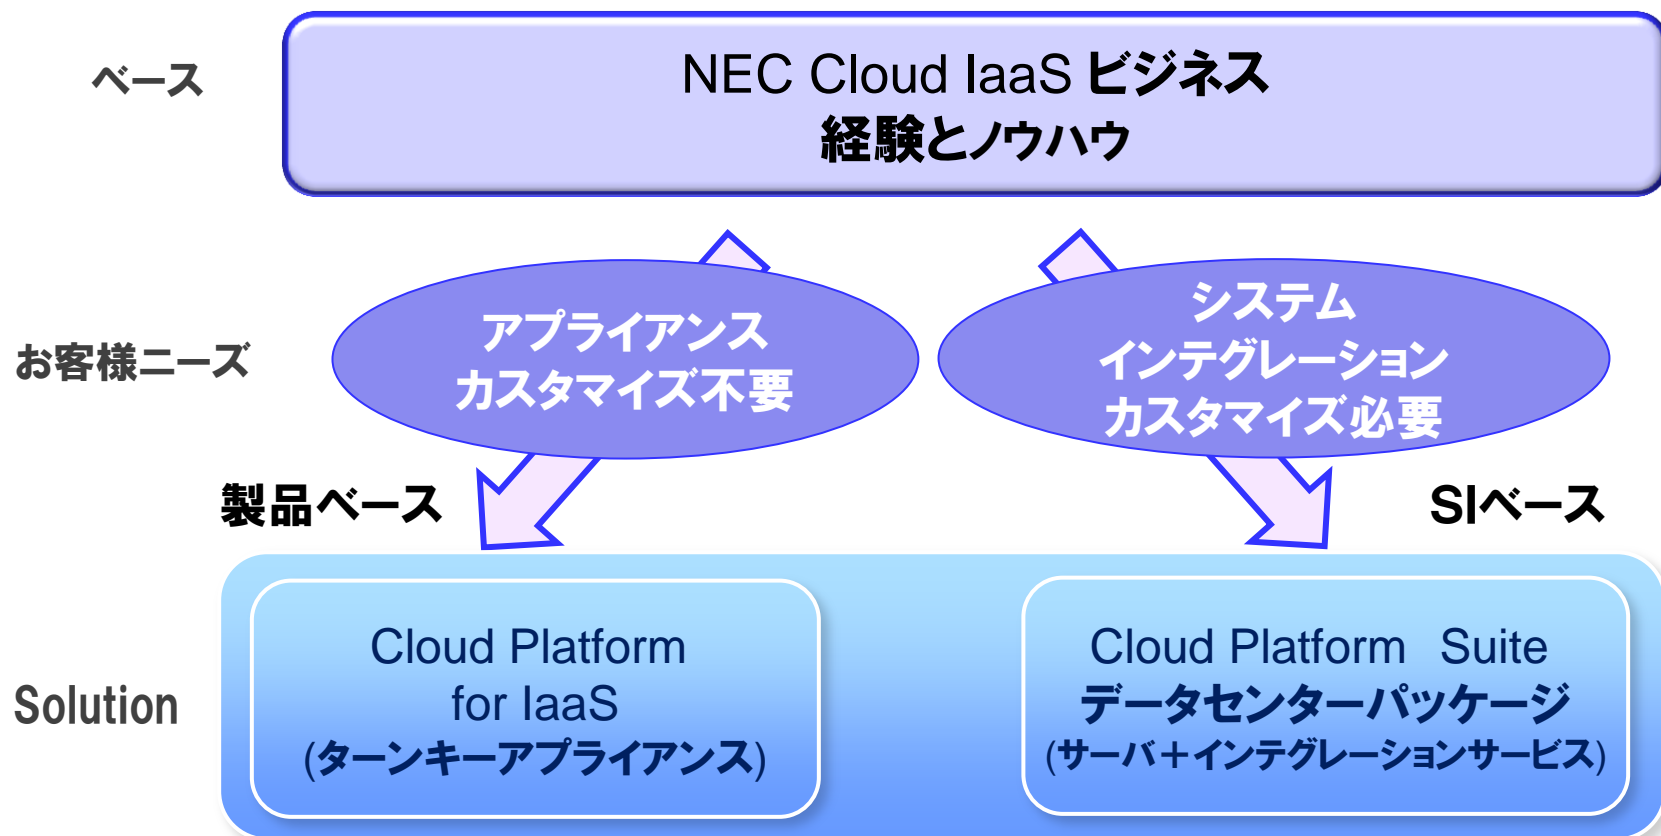 ベース
NEC Cloud IaaS ビジネス
経験とノウハウ
お客様ニーズ
アプライアンス
カスタマイズ不要
システム
インテグレーション
カスタマイズ必要
製品ベース
SIベース
Solution
Cloud Platform
for IaaS
(ターンキーアプライアンス)
Cloud Platform Suite
データセンターパッケージ
(サーバ＋インテグレーションサービス)